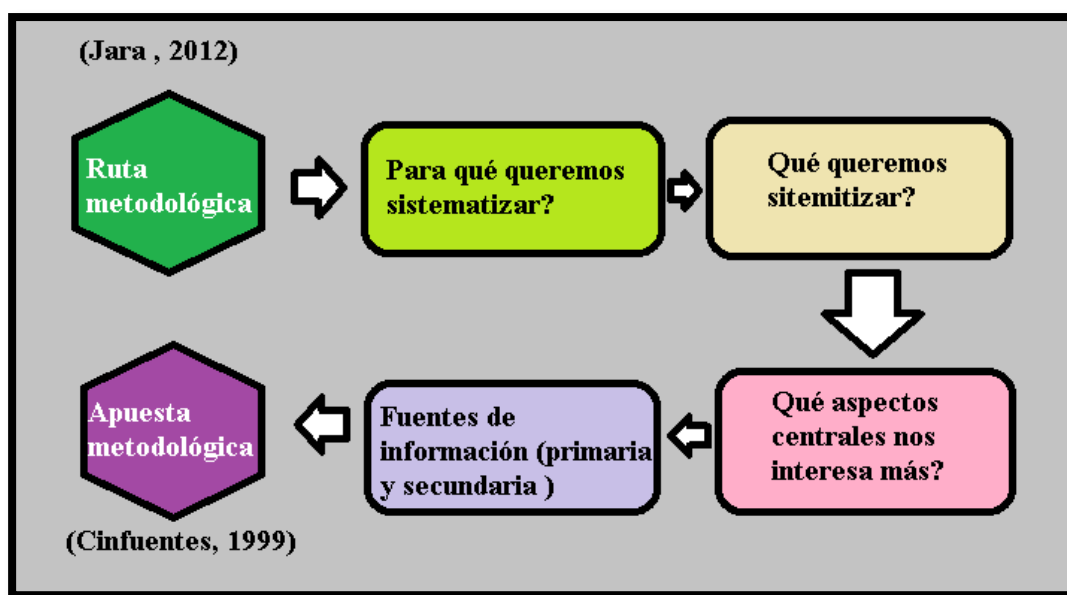 (Jara , 2012)
Ruta
metodológica
Para qué queremos
sistematizar?
Qué queremos
sitemitizar?
Qué aspectos
centrales nos
interesa más?
Fuentes de
información (primaria
y secundaria )
Apuesta
metodológica
(Cinfuentes, 1999)